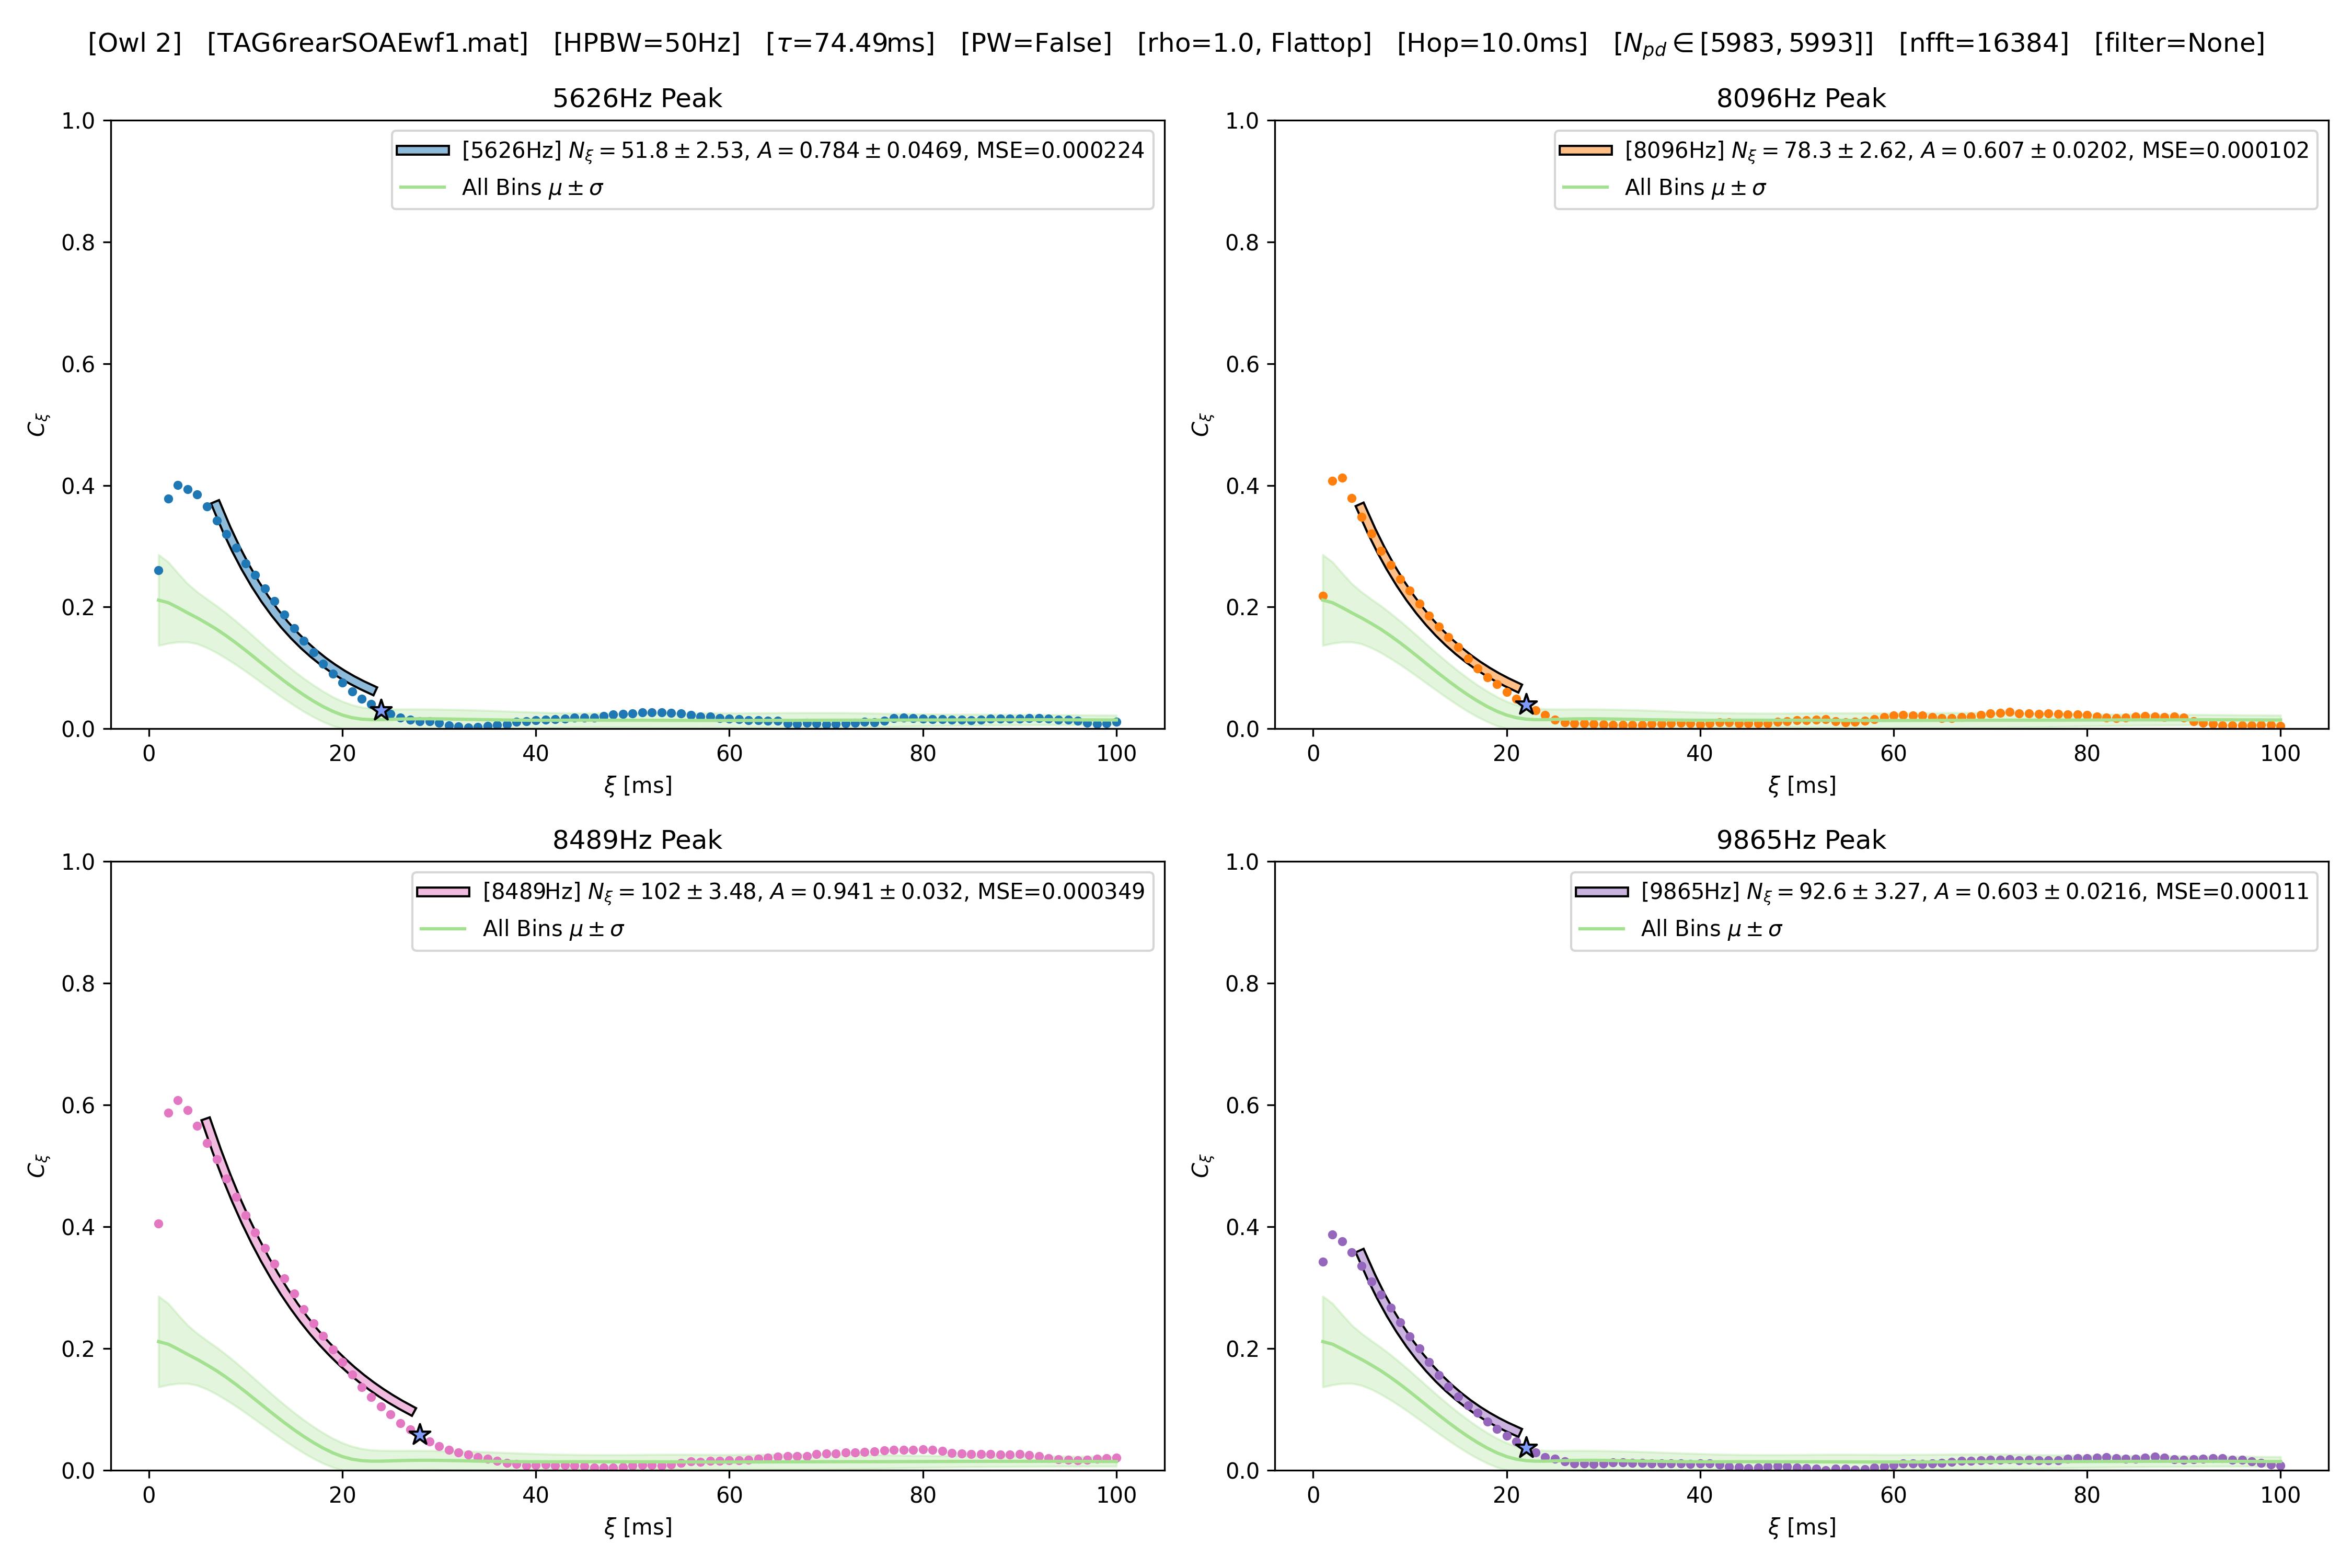 [Owl 2] [TAG6rearSOAEwf1.mat] [HPBW=50Hz] [τ=74.49ms] [PW=False] [rho=1.0, Flattop] [Hop=10.0ms] [N_pd ∈ [5983, 5993]] [nfft=16384] [filter=None]
5626Hz Peak
[5626Hz] N_ξ = 51.8 ± 2.53, A = 0.784 ± 0.0469, MSE=0.000224
All Bins μ ± σ
1.0
0.8
0.6
0.4
0.2
0.0
C_ξ
0 20 40 60 80 100
ξ [ms]
8096Hz Peak
[8096Hz] N_ξ = 78.3 ± 2.62, A = 0.607 ± 0.0202, MSE=0.000102
All Bins μ ± σ
1.0
0.8
0.6
0.4
0.2
0.0
C_ξ
0 20 40 60 80 100
ξ [ms]
8489Hz Peak
[8489Hz] N_ξ = 102 ± 3.48, A = 0.941 ± 0.032, MSE=0.000349
All Bins μ ± σ
1.0
0.8
0.6
0.4
0.2
0.0
C_ξ
0 20 40 60 80 100
ξ [ms]
9865Hz Peak
[9865Hz] N_ξ = 92.6 ± 3.27, A = 0.603 ± 0.0216, MSE=0.00011
All Bins μ ± σ
1.0
0.8
0.6
0.4
0.2
0.0
C_ξ
0 20 40 60 80 100
ξ [ms]